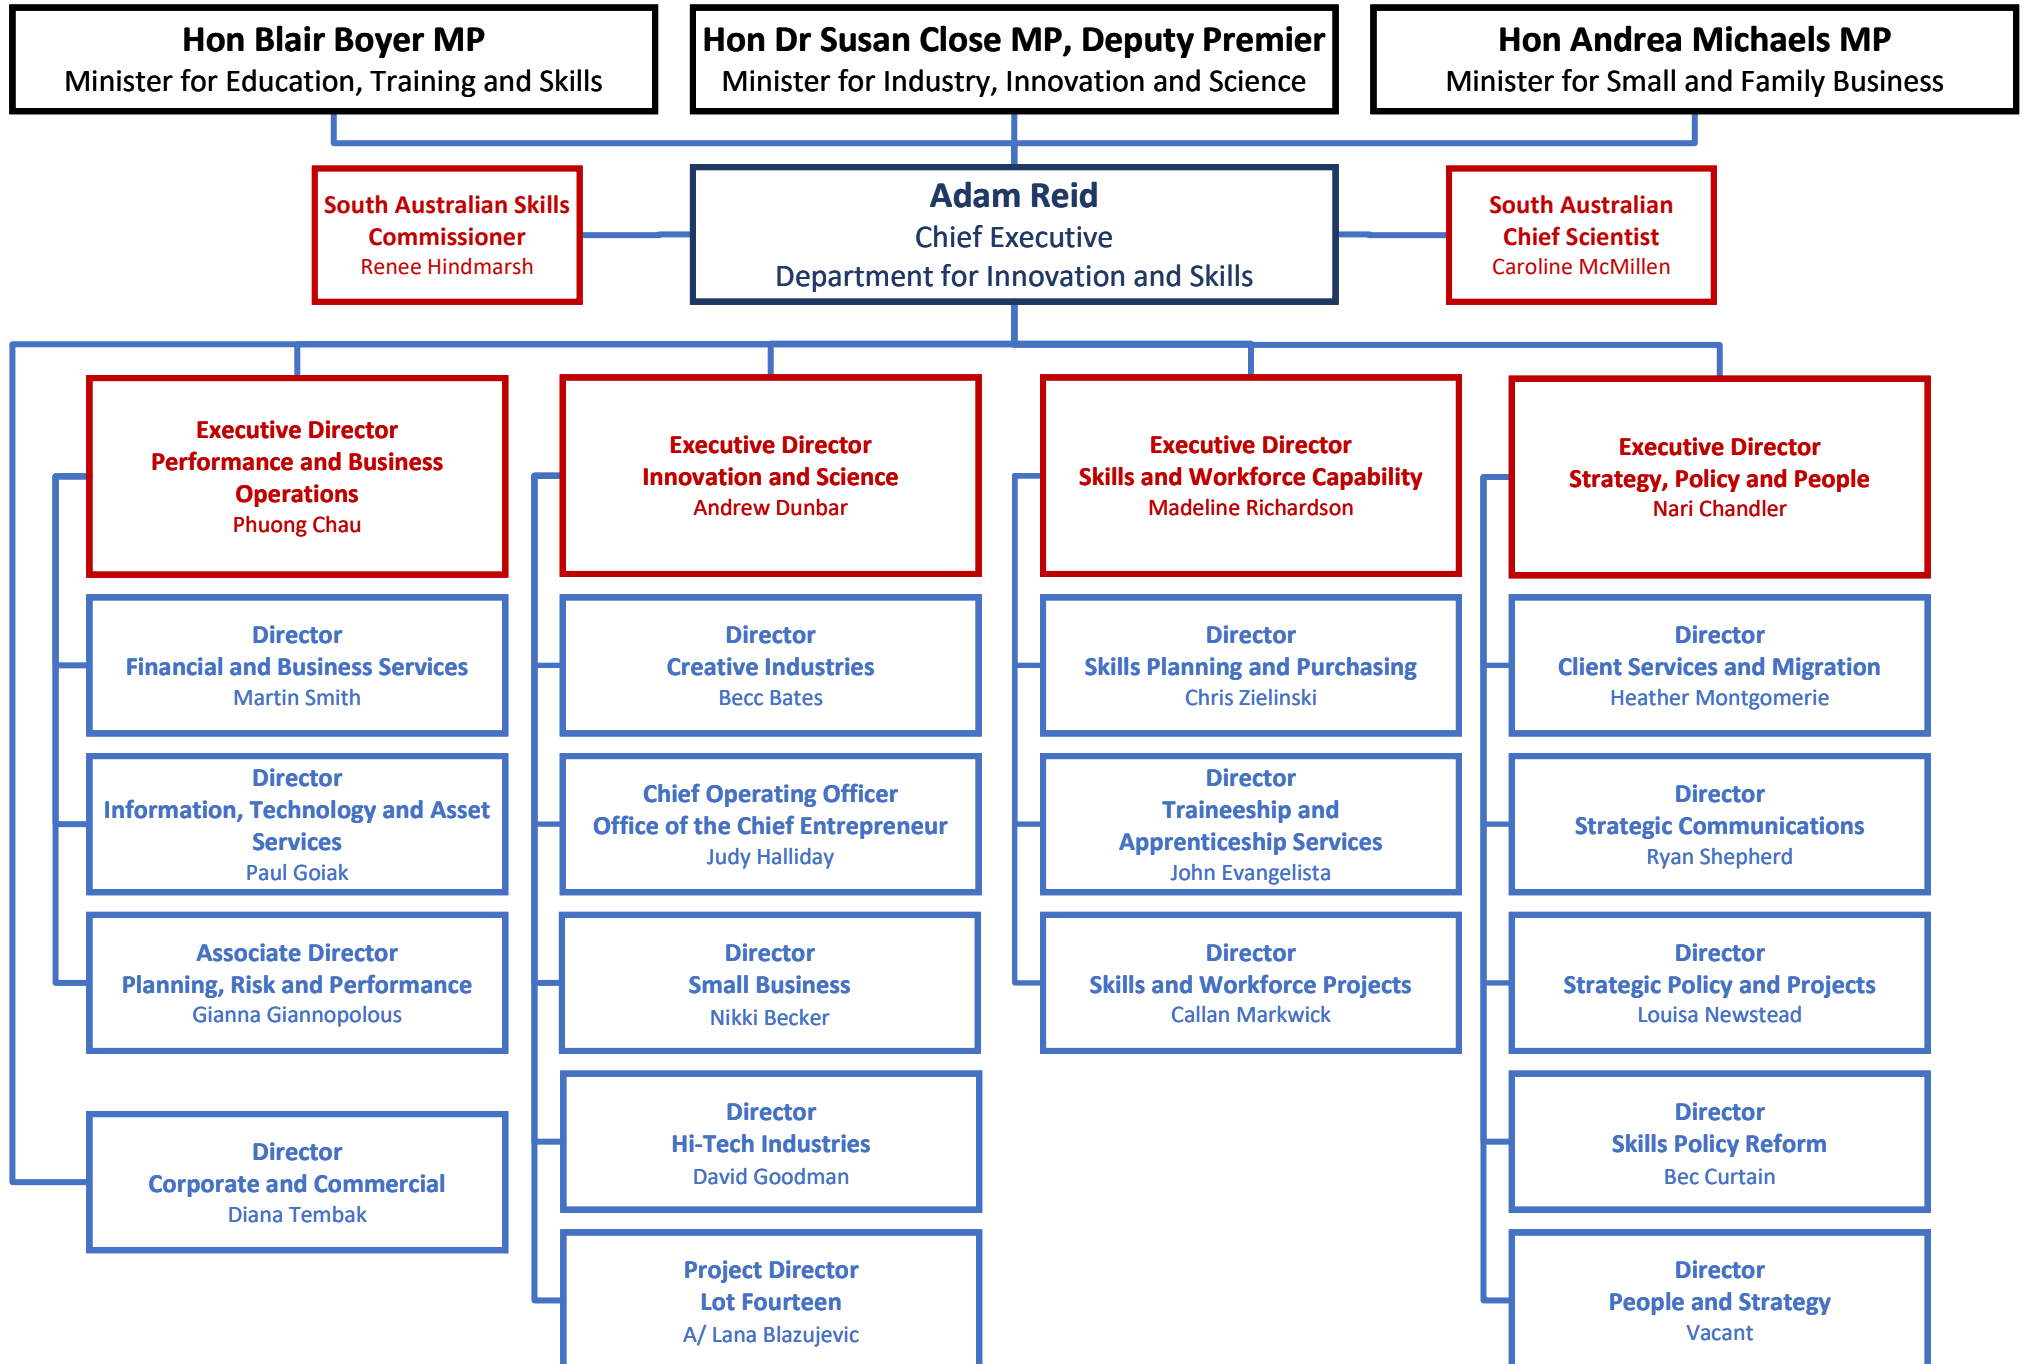 Hon Blair Boyer MP
Minister for Education, Training and Skills
Hon Dr Susan Close MP, Deputy Premier
Minister for Industry, Innovation and Science
Hon Andrea Michaels MP
Minister for Small and Family Business
South Australian Skills
Commissioner
Renee Hindmarsh
Adam Reid
Chief Executive
Department for Innovation and Skills
South Australian
Chief Scientist
Caroline McMillen
Executive Director
Performance and Business
Operations
Phuong Chau
Director
Financial and Business Services
Martin Smith
Director
Information, Technology and Asset
Services
Paul Goiak
Associate Director
Planning, Risk and Performance
Gianna Giannopolous
Director
Corporate and Commercial
Diana Tembak
Executive Director
Innovation and Science
Andrew Dunbar
Director
Creative Industries
Becc Bates
Chief Operating Officer
Office of the Chief Entrepreneur
Judy Halliday
Director
Small Business
Nikki Becker
Director
Hi-Tech Industries
David Goodman
Project Director
Lot Fourteen
A/ Lana Blazujevic
Executive Director
Skills and Workforce Capability
Madeline Richardson
Director
Skills Planning and Purchasing
Chris Zielinski
Director
Traineeship and
Apprenticeship Services
John Evangelista
Director
Skills and Workforce Projects
Callan Markwick
Executive Director
Strategy, Policy and People
Nari Chandler
Director
Client Services and Migration
Heather Montgomerie
Director
Strategic Communications
Ryan Shepherd
Director
Strategic Policy and Projects
Louisa Newstead
Director
Skills Policy Reform
Bec Curtain
Director
People and Strategy
Vacant